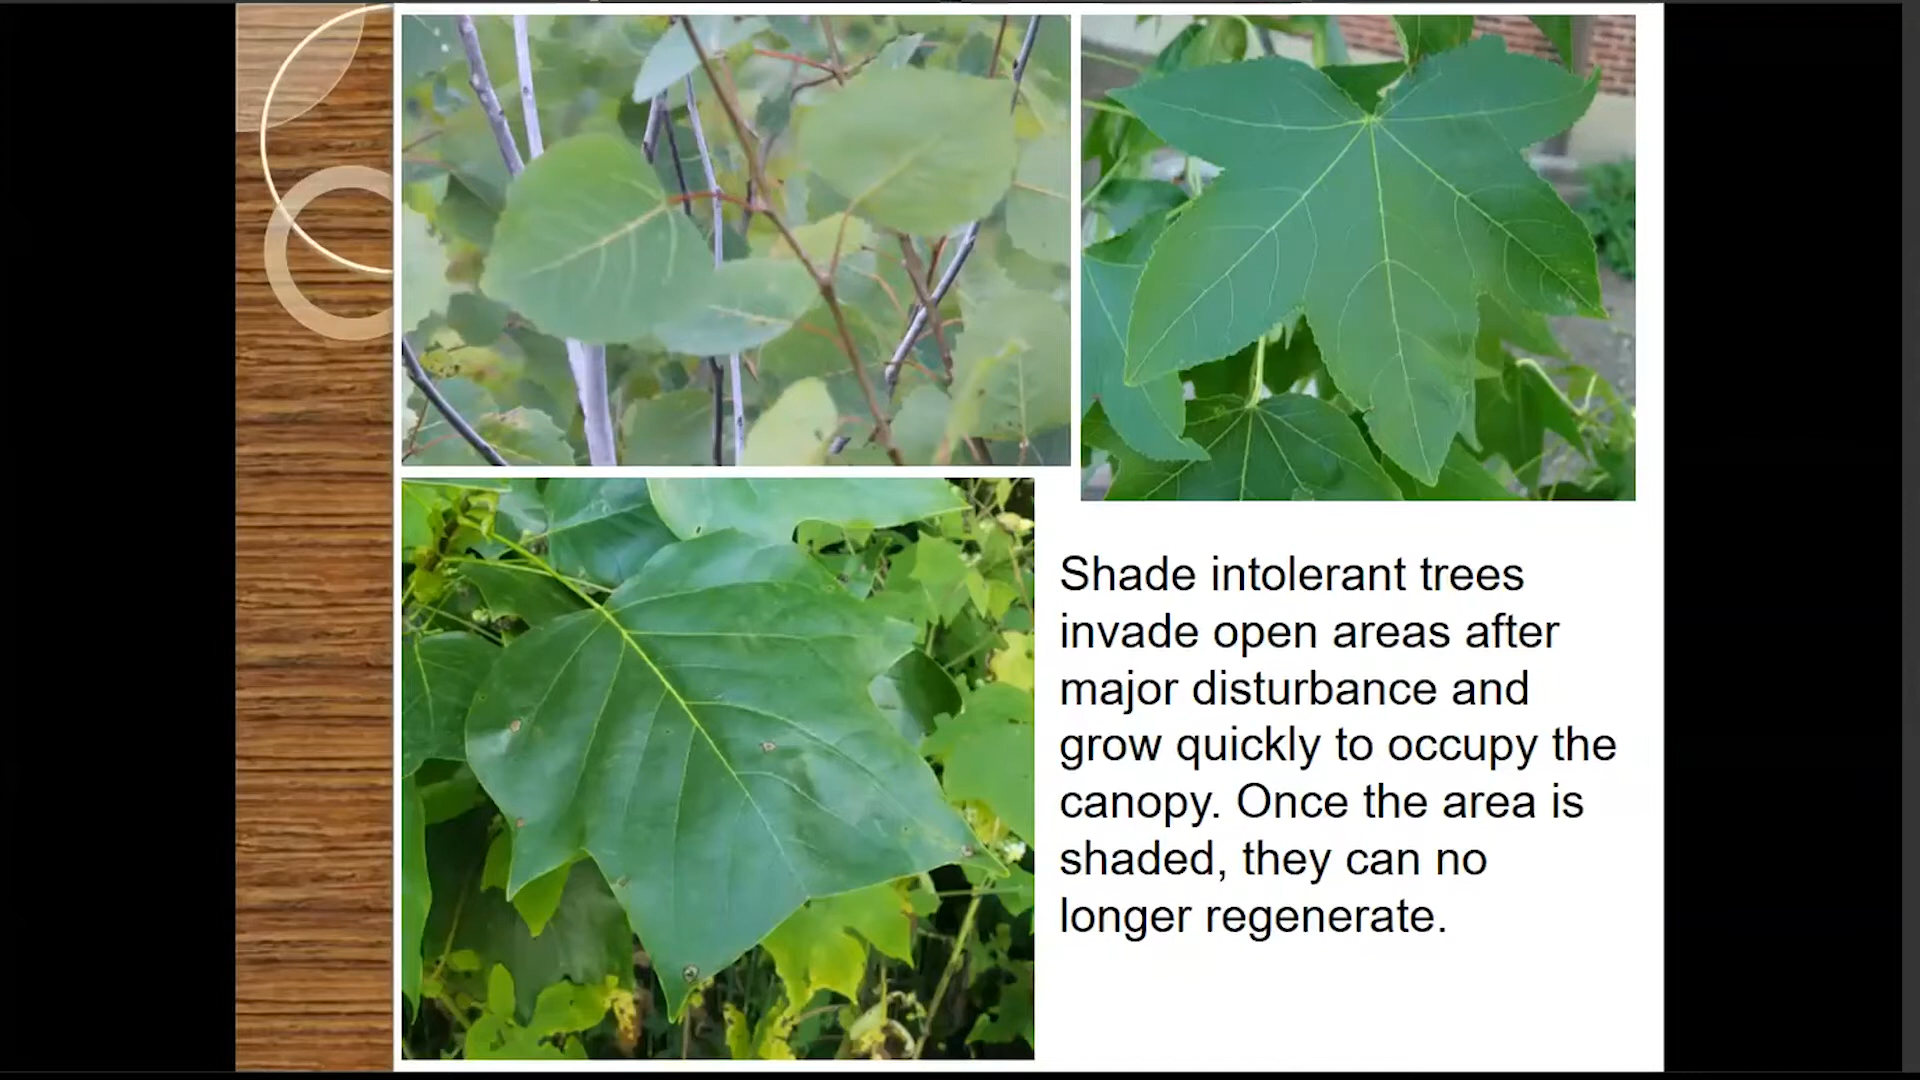 Shade intolerant trees
invade open areas after
major disturbance and
grow quickly to occupy the
canopy. Once the area is
shaded, they can no
longer regenerate.